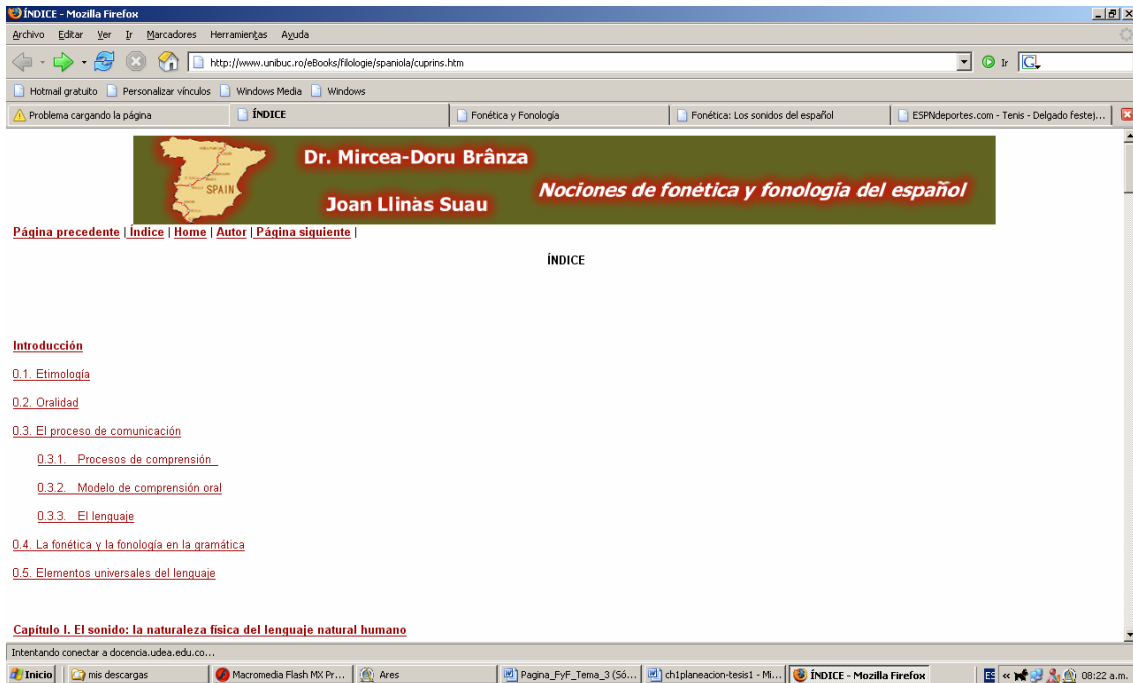 ÍNDICE - Mozilla Firefox
Archivo Editar Ver Ir Marcadores Herramientas Ayuda
http://www.unibuc.ro/eBooks/filologie/spaniola/cuprins.htm Ir G
Hotmail gratuito Personalizar vínculos Windows Media Windows
Problema cargando la página ÍNDICE Fonética y Fonología Fonética: Los sonidos del español ESPNdeportes.com - Tenis - Delgado festej...
SPAIN
Dr. Mircea-Doru Brânza
Joan Llinàs Suau
Nociones de fonética y fonología del español
Página precedente | Índice | Home | Autor | Página siguiente |
ÍNDICE
Introducción
0.1. Etimología
0.2. Oralidad
0.3. El proceso de comunicación
0.3.1. Procesos de comprensión
0.3.2. Modelo de comprensión oral
0.3.3. El lenguaje
0.4. La fonética y la fonología en la gramática
0.5. Elementos universales del lenguaje
Capítulo I. El sonido: la naturaleza física del lenguaje natural humano
Intentando conectar a docencia.udea.edu.co...
Inicio mis descargas Macromedia Flash MX Pr... Ares Pagina_FyF_Tema_3 (Só... ch1planeacion-tesis1 - Mi... ÍNDICE - Mozilla Firefox ES « 08:22 a.m.